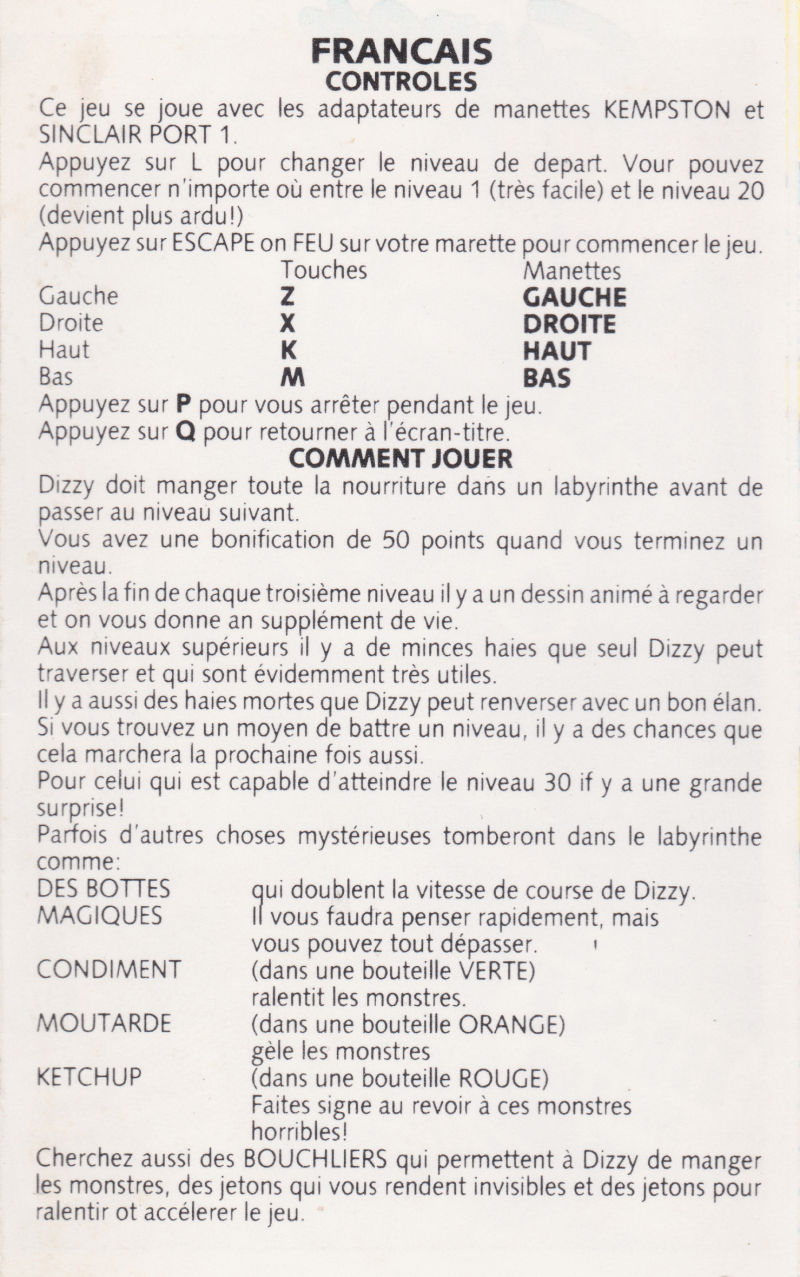 FRANCAIS
CONTROLES
Ce jeu se joue avec les adaptateurs de manettes KEMPSTON et
SINCLAIR PORT 1.
Appuyez sur L pour changer le niveau de depart. Vour pouvez
commencer n'importe où entre le niveau 1 (très facile) et le niveau 20
(devient plus ardu!)
Appuyez sur ESCAPE on FEU sur votre marette pour commencer le jeu.
Touches Manettes
Gauche Z GAUCHE
Droite X DROITE
Haut K HAUT
Bas M BAS
Appuyez sur P pour vous arrêter pendant le jeu.
Appuyez sur Q pour retourner à l'écran-titre.
COMMENT JOUER
Dizzy doit manger toute la nourriture dans un labyrinthe avant de
passer au niveau suivant.
Vous avez une bonification de 50 points quand vous terminez un
niveau.
Après la fin de chaque troisième niveau il y a un dessin animé à regarder
et on vous donne an supplément de vie.
Aux niveaux supérieurs il y a de minces haies que seul Dizzy peut
traverser et qui sont évidemment très utiles.
Il y a aussi des haies mortes que Dizzy peut renverser avec un bon élan.
Si vous trouvez un moyen de battre un niveau, il y a des chances que
cela marchera la prochaine fois aussi.
Pour celui qui est capable d'atteindre le niveau 30 if y a une grande
surprise!
Parfois d'autres choses mystérieuses tomberont dans le labyrinthe
comme:
DES BOTTES qui doublent la vitesse de course de Dizzy.
MAGIQUES Il vous faudra penser rapidement, mais
vous pouvez tout dépasser.
CONDIMENT (dans une bouteille VERTE)
ralentit les monstres.
MOUTARDE (dans une bouteille ORANGE)
gèle les monstres
KETCHUP (dans une bouteille ROUGE)
Faites signe au revoir à ces monstres
horribles!
Cherchez aussi des BOUCHLIERS qui permettent à Dizzy de manger
les monstres, des jetons qui vous rendent invisibles et des jetons pour
ralentir ot accélerer le jeu.